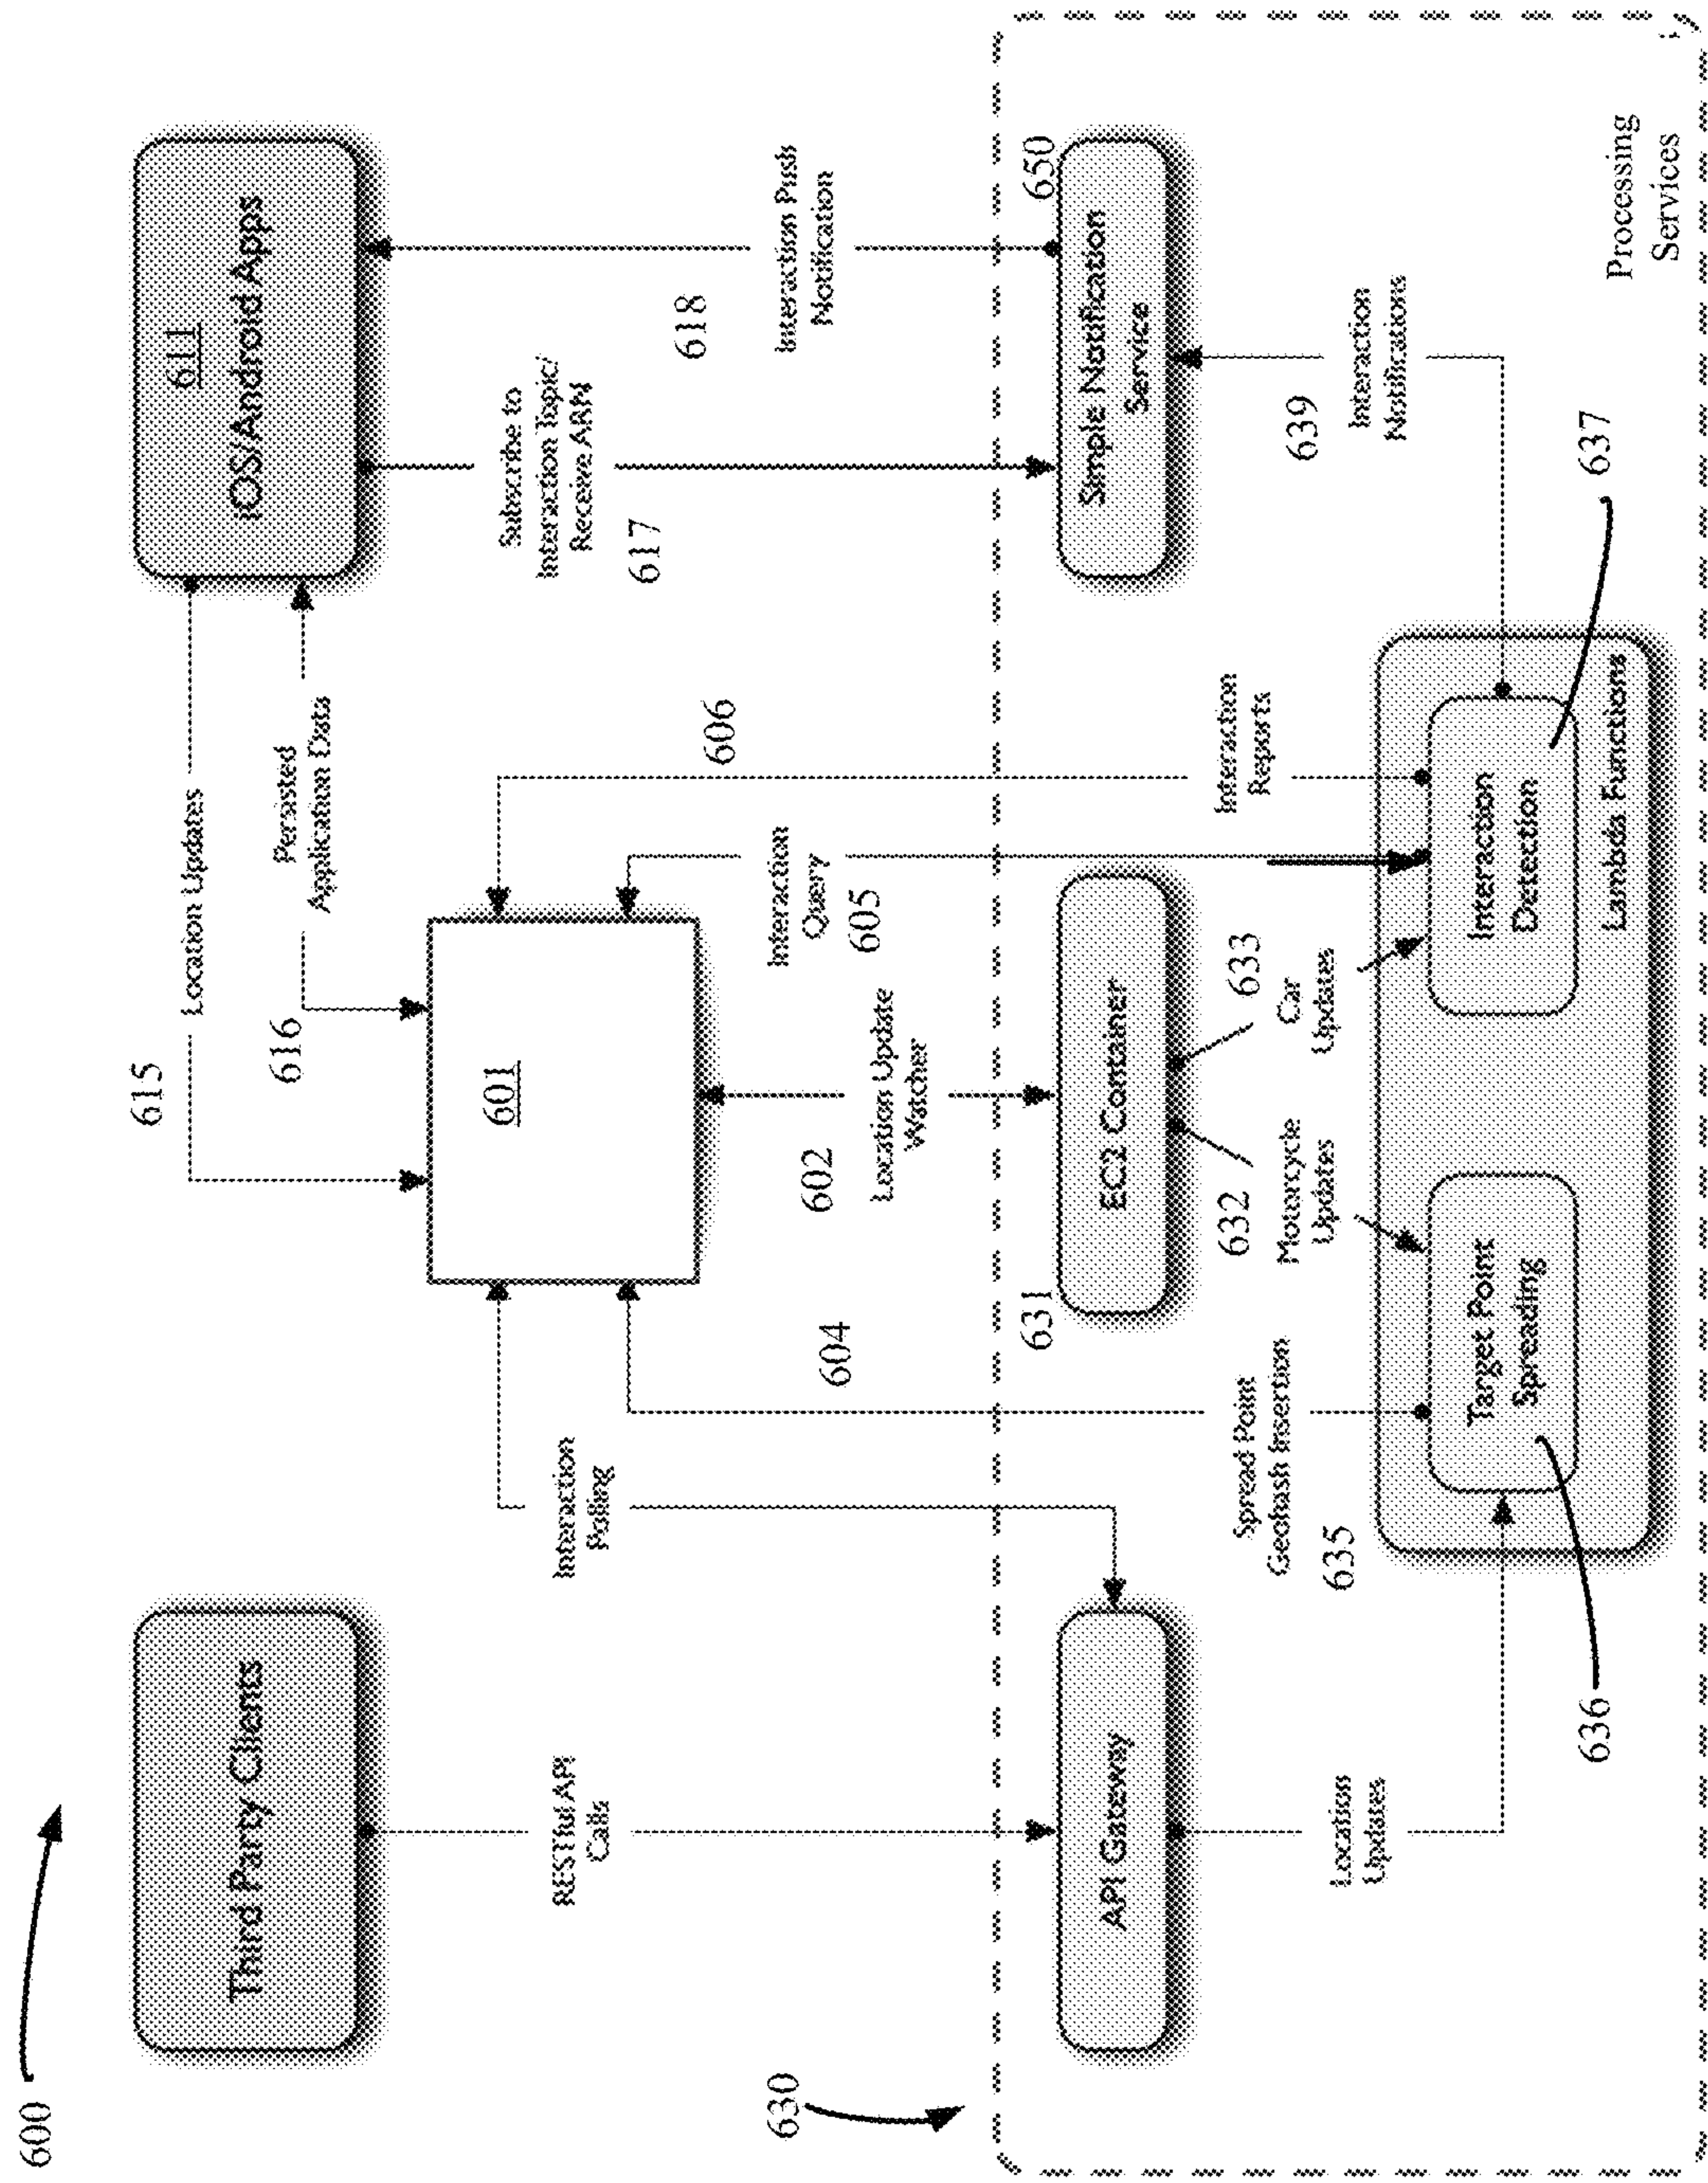 600
Third Party Clients
611
iOS/Android Apps
615
Location Updates
616
Persisted
Application Data
601
RESTful API
Calls
Interaction
Polling
Subscribe to
Interaction Topic/
Receive ARN
617
618
Interaction Push
Notification
604
602
Location Update
Watcher
Interaction
Query
605
606
630
API Gateway
631
EC2 Container
650
Simple Notification
Service
Location
Updates
Spread Point
Geohash Insertion
635
632
Motorcycle
Updates
633
Car
Updates
Interaction
Reports
639
Interaction
Notifications
636
Target Point
Spreading
Interaction
Detection
637
Lambda Functions
Processing
Services